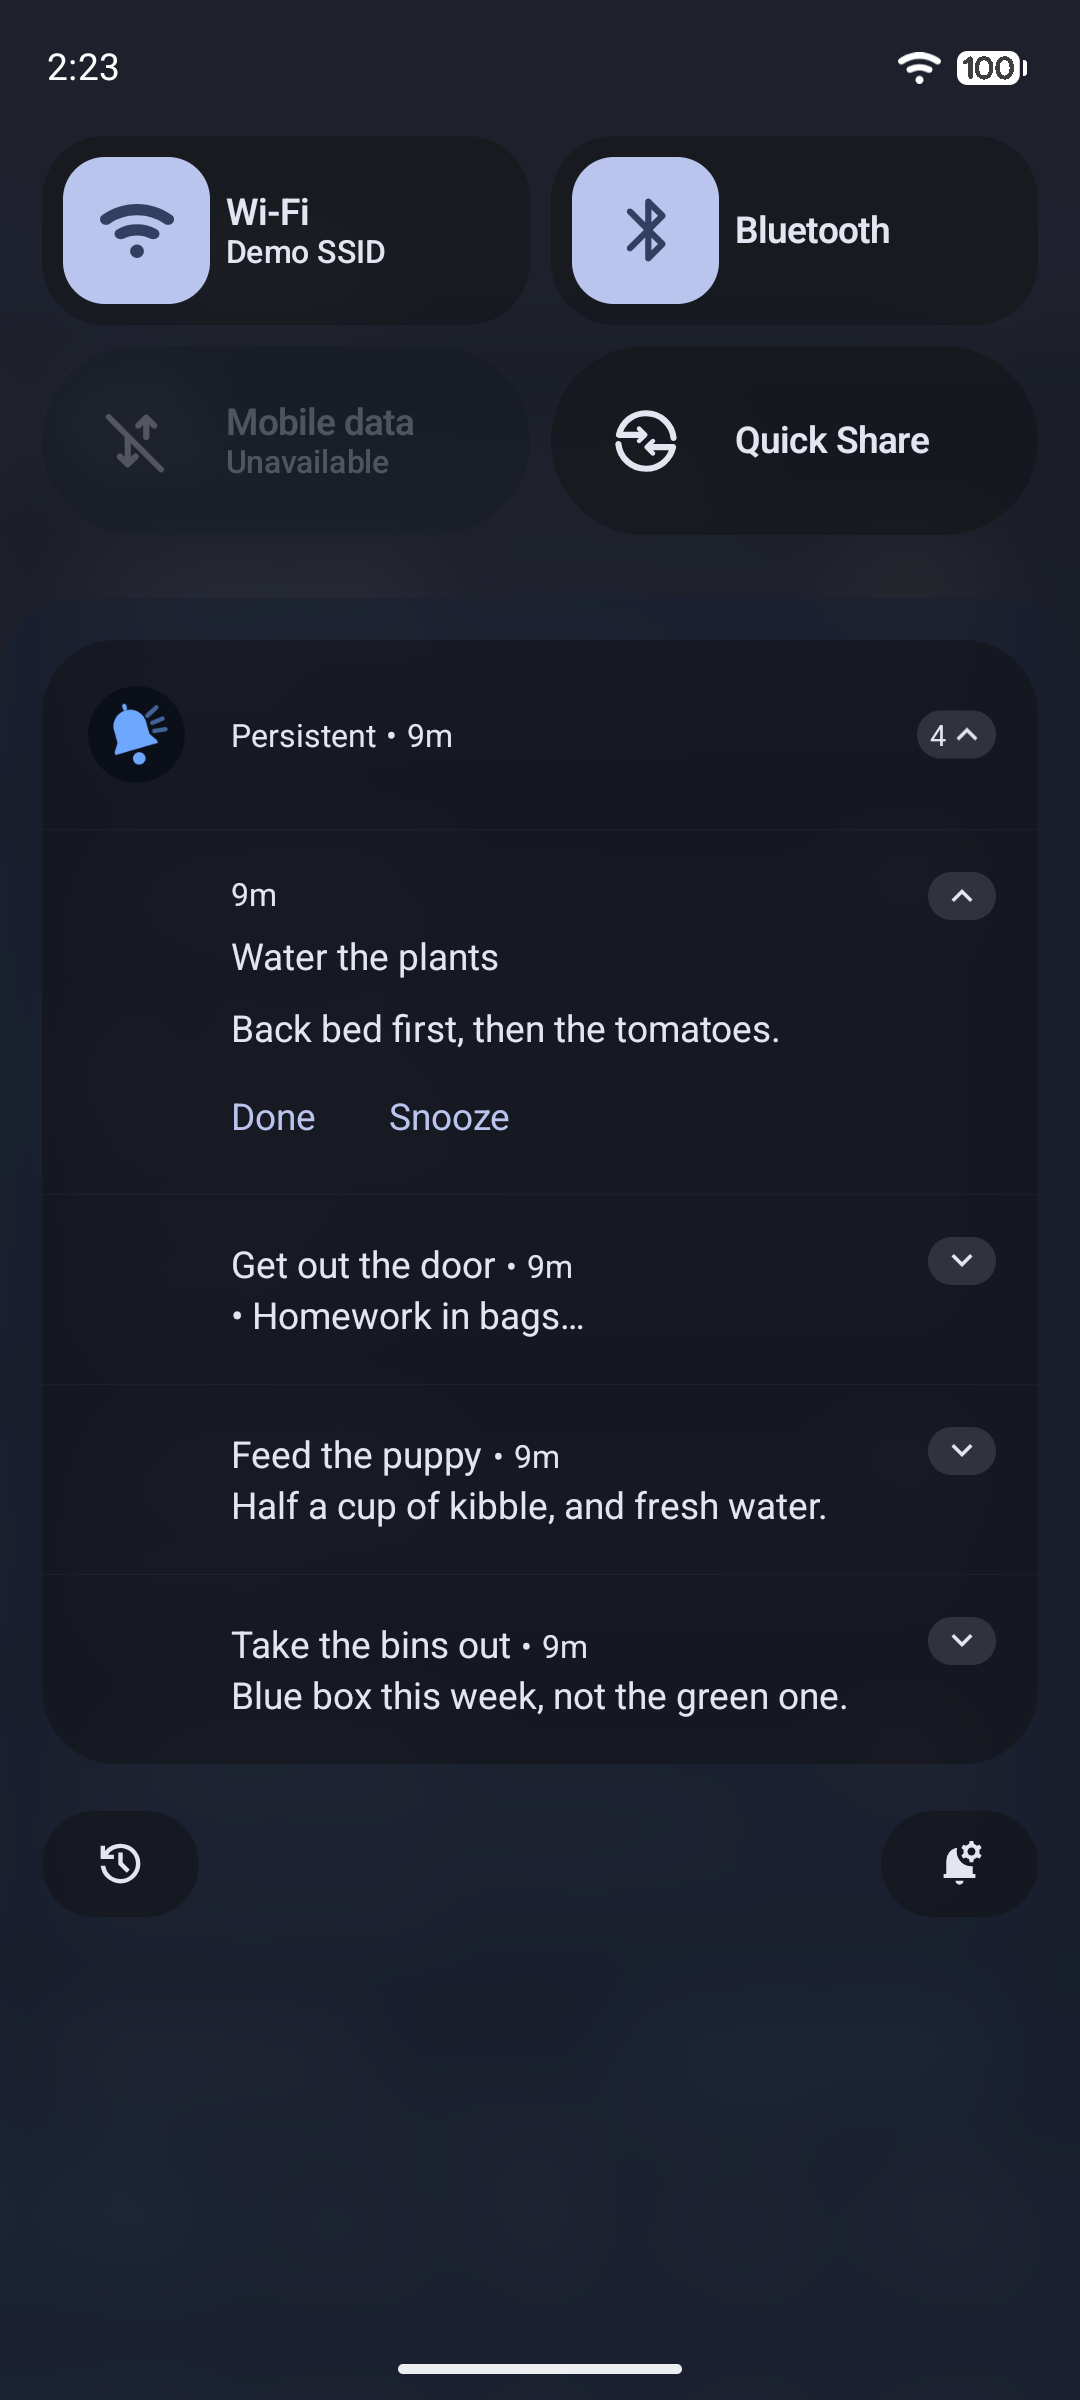 2:23
100
Wi-Fi
Demo SSID
Bluetooth
Mobile data
Unavailable
Quick Share
Persistent • 9m
4
9m
Water the plants
Back bed first, then the tomatoes.
Done Snooze
Get out the door • 9m
• Homework in bags…
Feed the puppy • 9m
Half a cup of kibble, and fresh water.
Take the bins out • 9m
Blue box this week, not the green one.